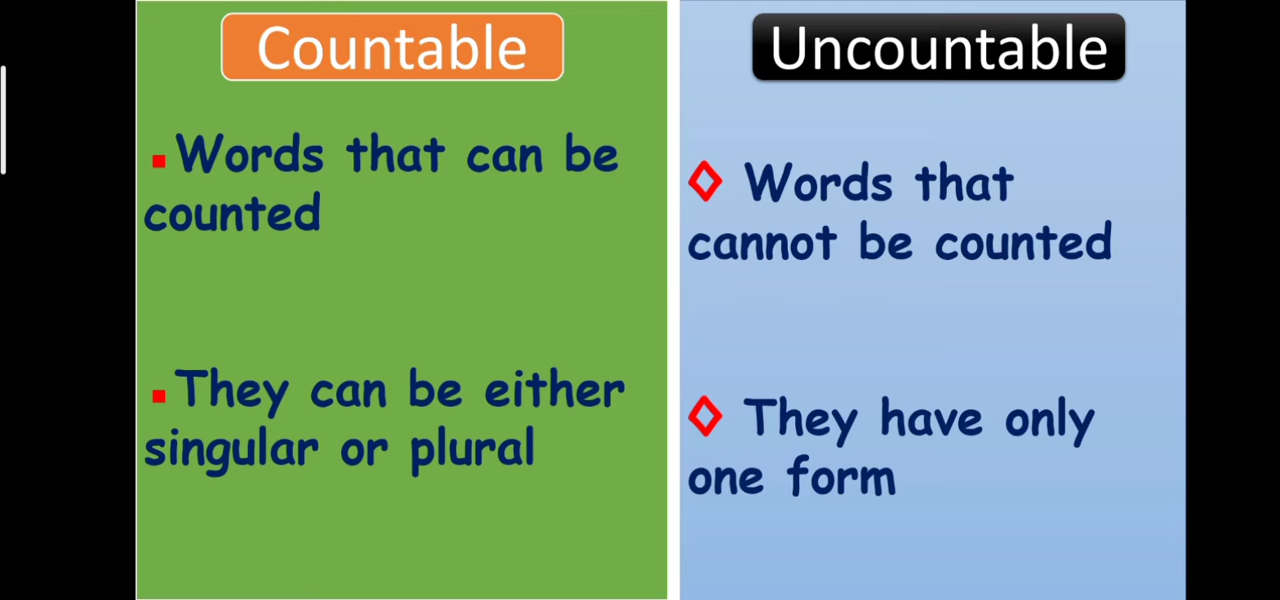 Countable
Words that can be
counted
They can be either
singular or plural
Uncountable
Words that
cannot be counted
They have only
one form